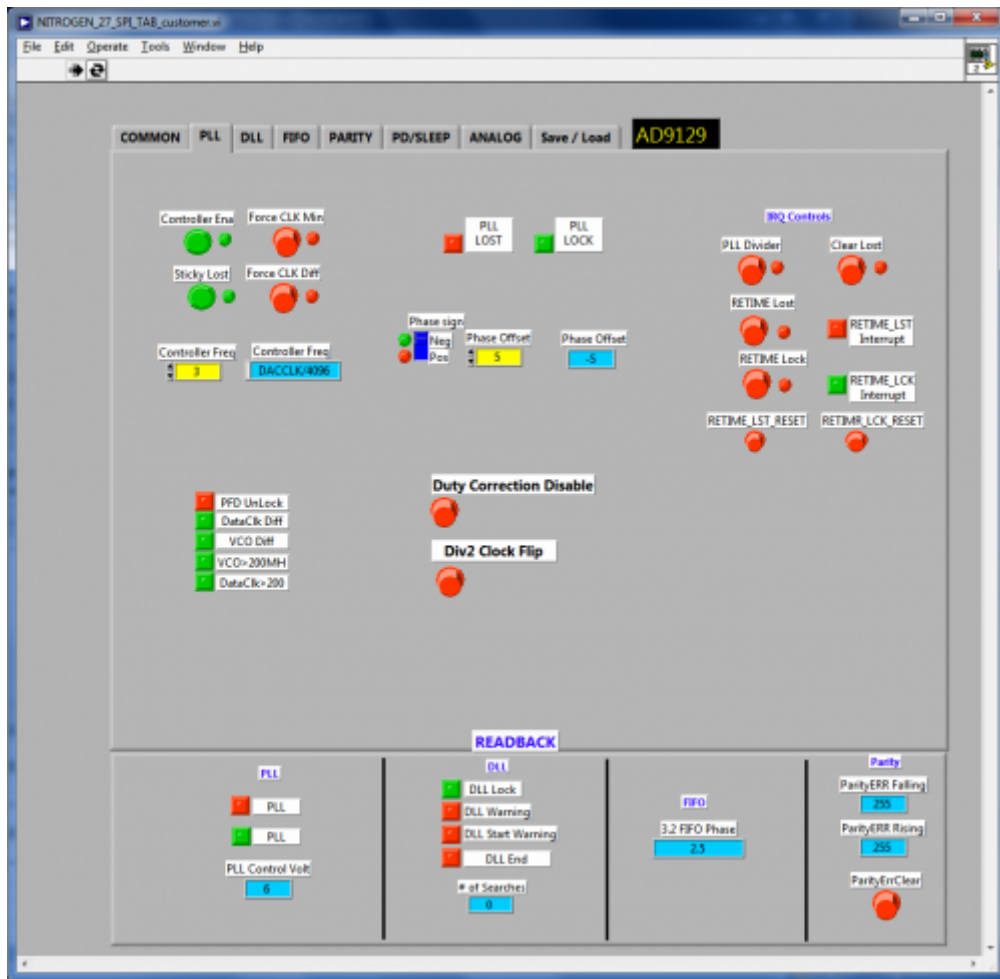 NITROGEN_27_SPI_TAB_customer.vi
File Edit Operate Tools Window Help
2
COMMON PLL DLL FIFO PARITY PD/SLEEP ANALOG Save / Load AD9129
Controller Ena Force CLK Min
PLL
LOST
PLL
LOCK
IRQ Controls
PLL Divider Clear Lost
Sticky Lost Force CLK Diff
RETIME Lost
RETIME_LST
Interrupt
Phase sign
Neg
Pos
Phase Offset
5
Phase Offset
-5
Controller Freq
3
Controller Freq
DACCLK/4096
RETIME Lock
RETIME_LCK
Interrupt
RETIME_LST_RESET RETIMR_LCK_RESET
PFD UnLock
DataClk Diff
VCO Diff
VCO>200MH
DataClk>200
Duty Correction Disable
Div2 Clock Flip
READBACK
PLL
PLL
PLL
PLL Control Volt
6
DLL
DLL Lock
DLL Warning
DLL Start Warning
DLL End
# of Searches
0
FIFO
3.2 FIFO Phase
2.5
Parity
ParityERR Falling
255
ParityERR Rising
255
ParityErrClear